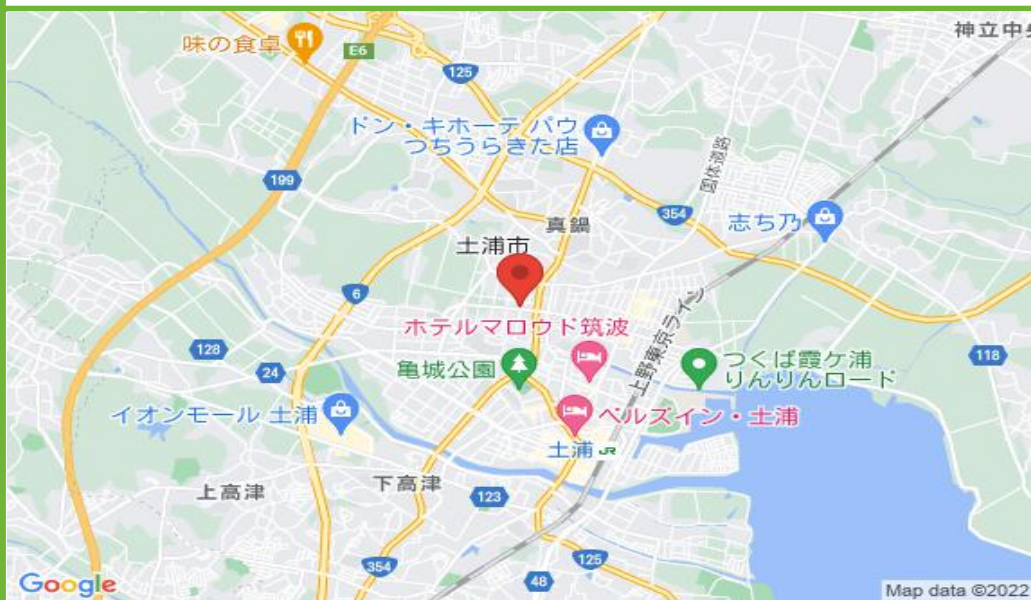 神立中央
味の食卓
E6
125
ドン・キホーテ パウ
つちうらきた店
国体道路
199
354
志ち乃
真鍋
土浦市
6
ホテルマロウド筑波
上野東京ライン
128
24
亀城公園
つくば霞ケ浦
りんりんロード
118
イオンモール 土浦
ベルズイン・土浦
土浦 JR
上高津
下高津
123
354
125
48
Google
Map data ©2022